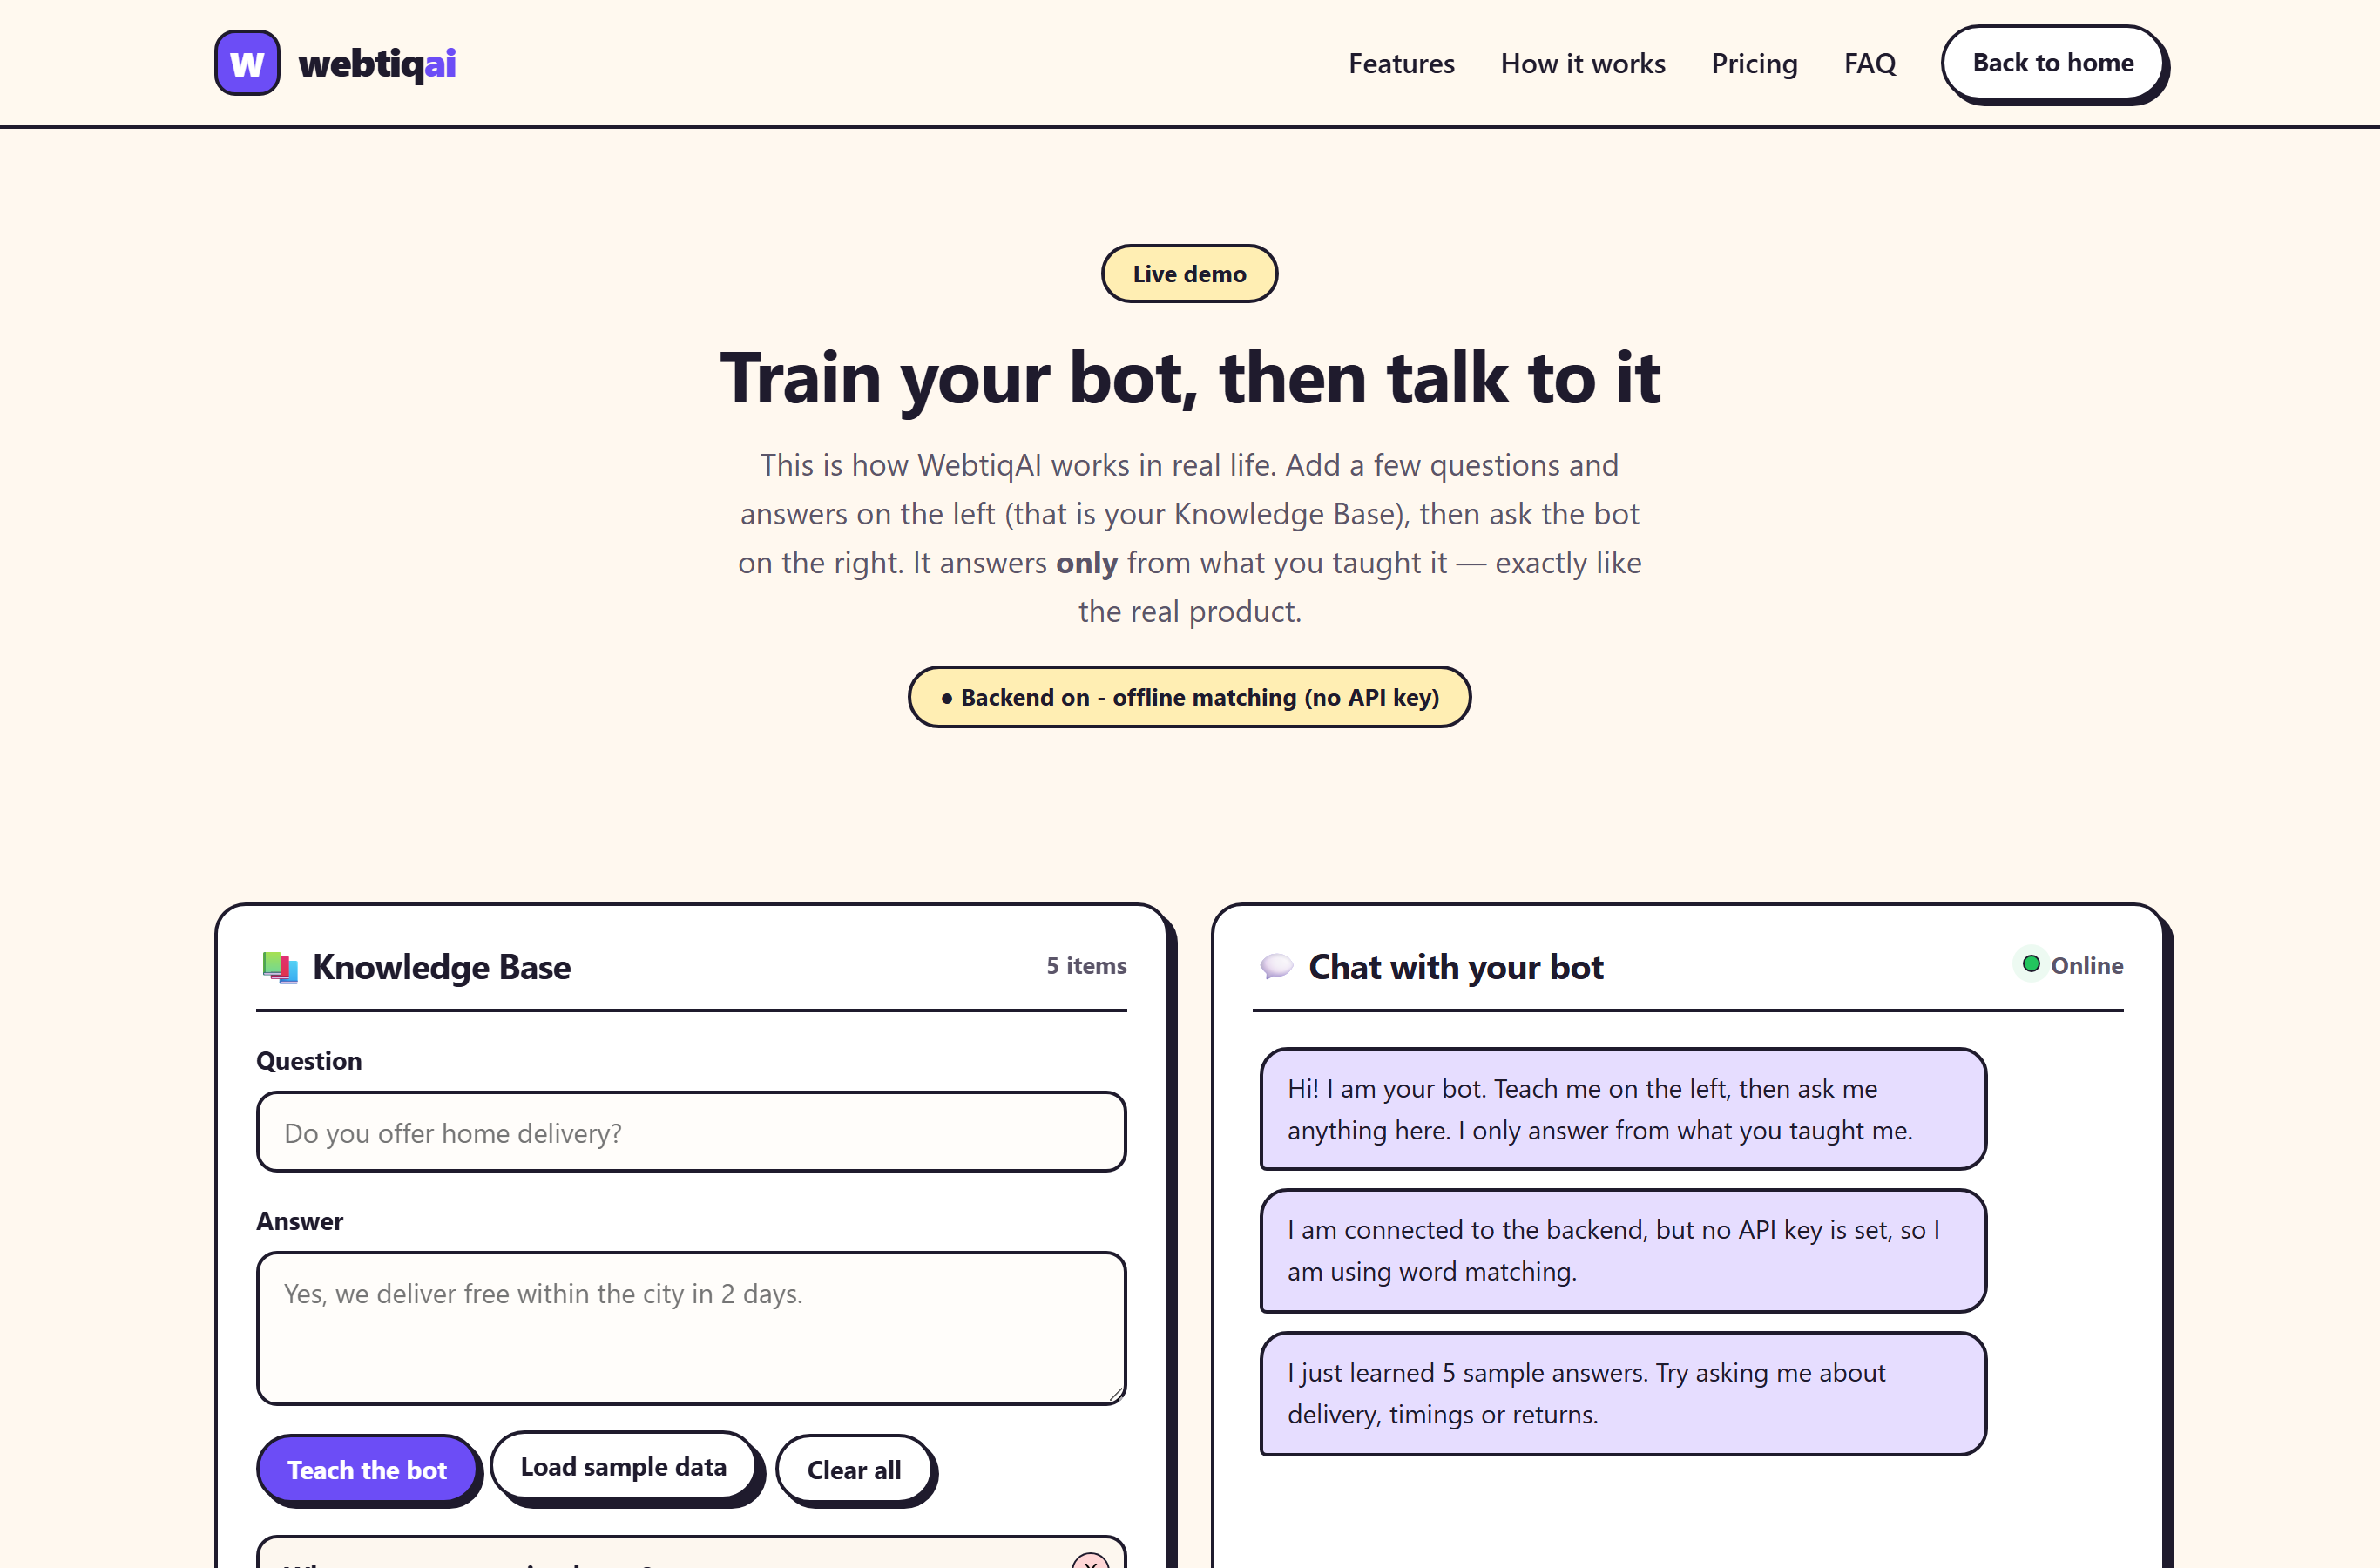 W webtiqai
Features How it works Pricing FAQ Back to home
Live demo
Train your bot, then talk to it
This is how WebtiqAI works in real life. Add a few questions and
answers on the left (that is your Knowledge Base), then ask the bot
on the right. It answers only from what you taught it — exactly like
the real product.
● Backend on - offline matching (no API key)
Knowledge Base
5 items
Question
Do you offer home delivery?
Answer
Yes, we deliver free within the city in 2 days.
Teach the bot
Load sample data
Clear all
Chat with your bot
Online
Hi! I am your bot. Teach me on the left, then ask me
anything here. I only answer from what you taught me.
I am connected to the backend, but no API key is set, so I
am using word matching.
I just learned 5 sample answers. Try asking me about
delivery, timings or returns.